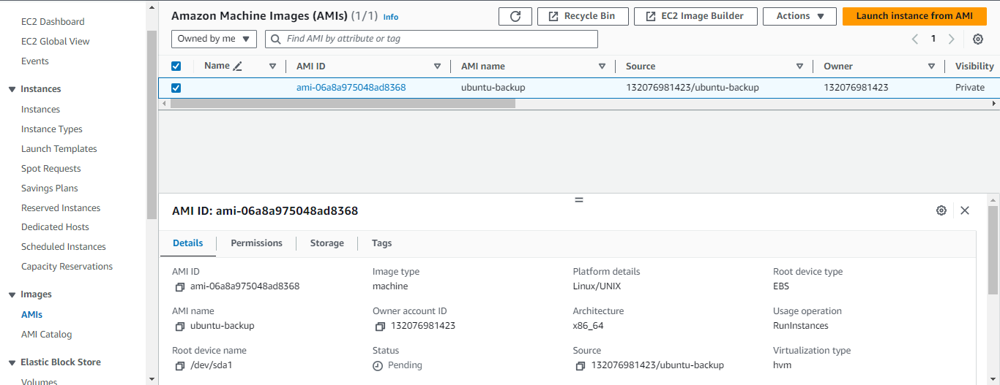 EC2 Dashboard
EC2 Global View
Events
Instances
Instances
Instance Types
Launch Templates
Spot Requests
Savings Plans
Reserved Instances
Dedicated Hosts
Scheduled Instances
Capacity Reservations
Images
AMIs
AMI Catalog
Elastic Block Store
Volumes
Amazon Machine Images (AMIs) (1/1) Info
Recycle Bin
EC2 Image Builder
Actions
Launch instance from AMI
Owned by me
Find AMI by attribute or tag
1
Name AMI ID AMI name Source Owner Visibility
ami-06a8a975048ad8368 ubuntu-backup 132076981423/ubuntu-backup 132076981423 Private
AMI ID: ami-06a8a975048ad8368
Details Permissions Storage Tags
AMI ID Image type Platform details Root device type
ami-06a8a975048ad8368 machine Linux/UNIX EBS
AMI name Owner account ID Architecture Usage operation
ubuntu-backup 132076981423 x86_64 RunInstances
Root device name Status Source Virtualization type
/dev/sda1 Pending 132076981423/ubuntu-backup hvm